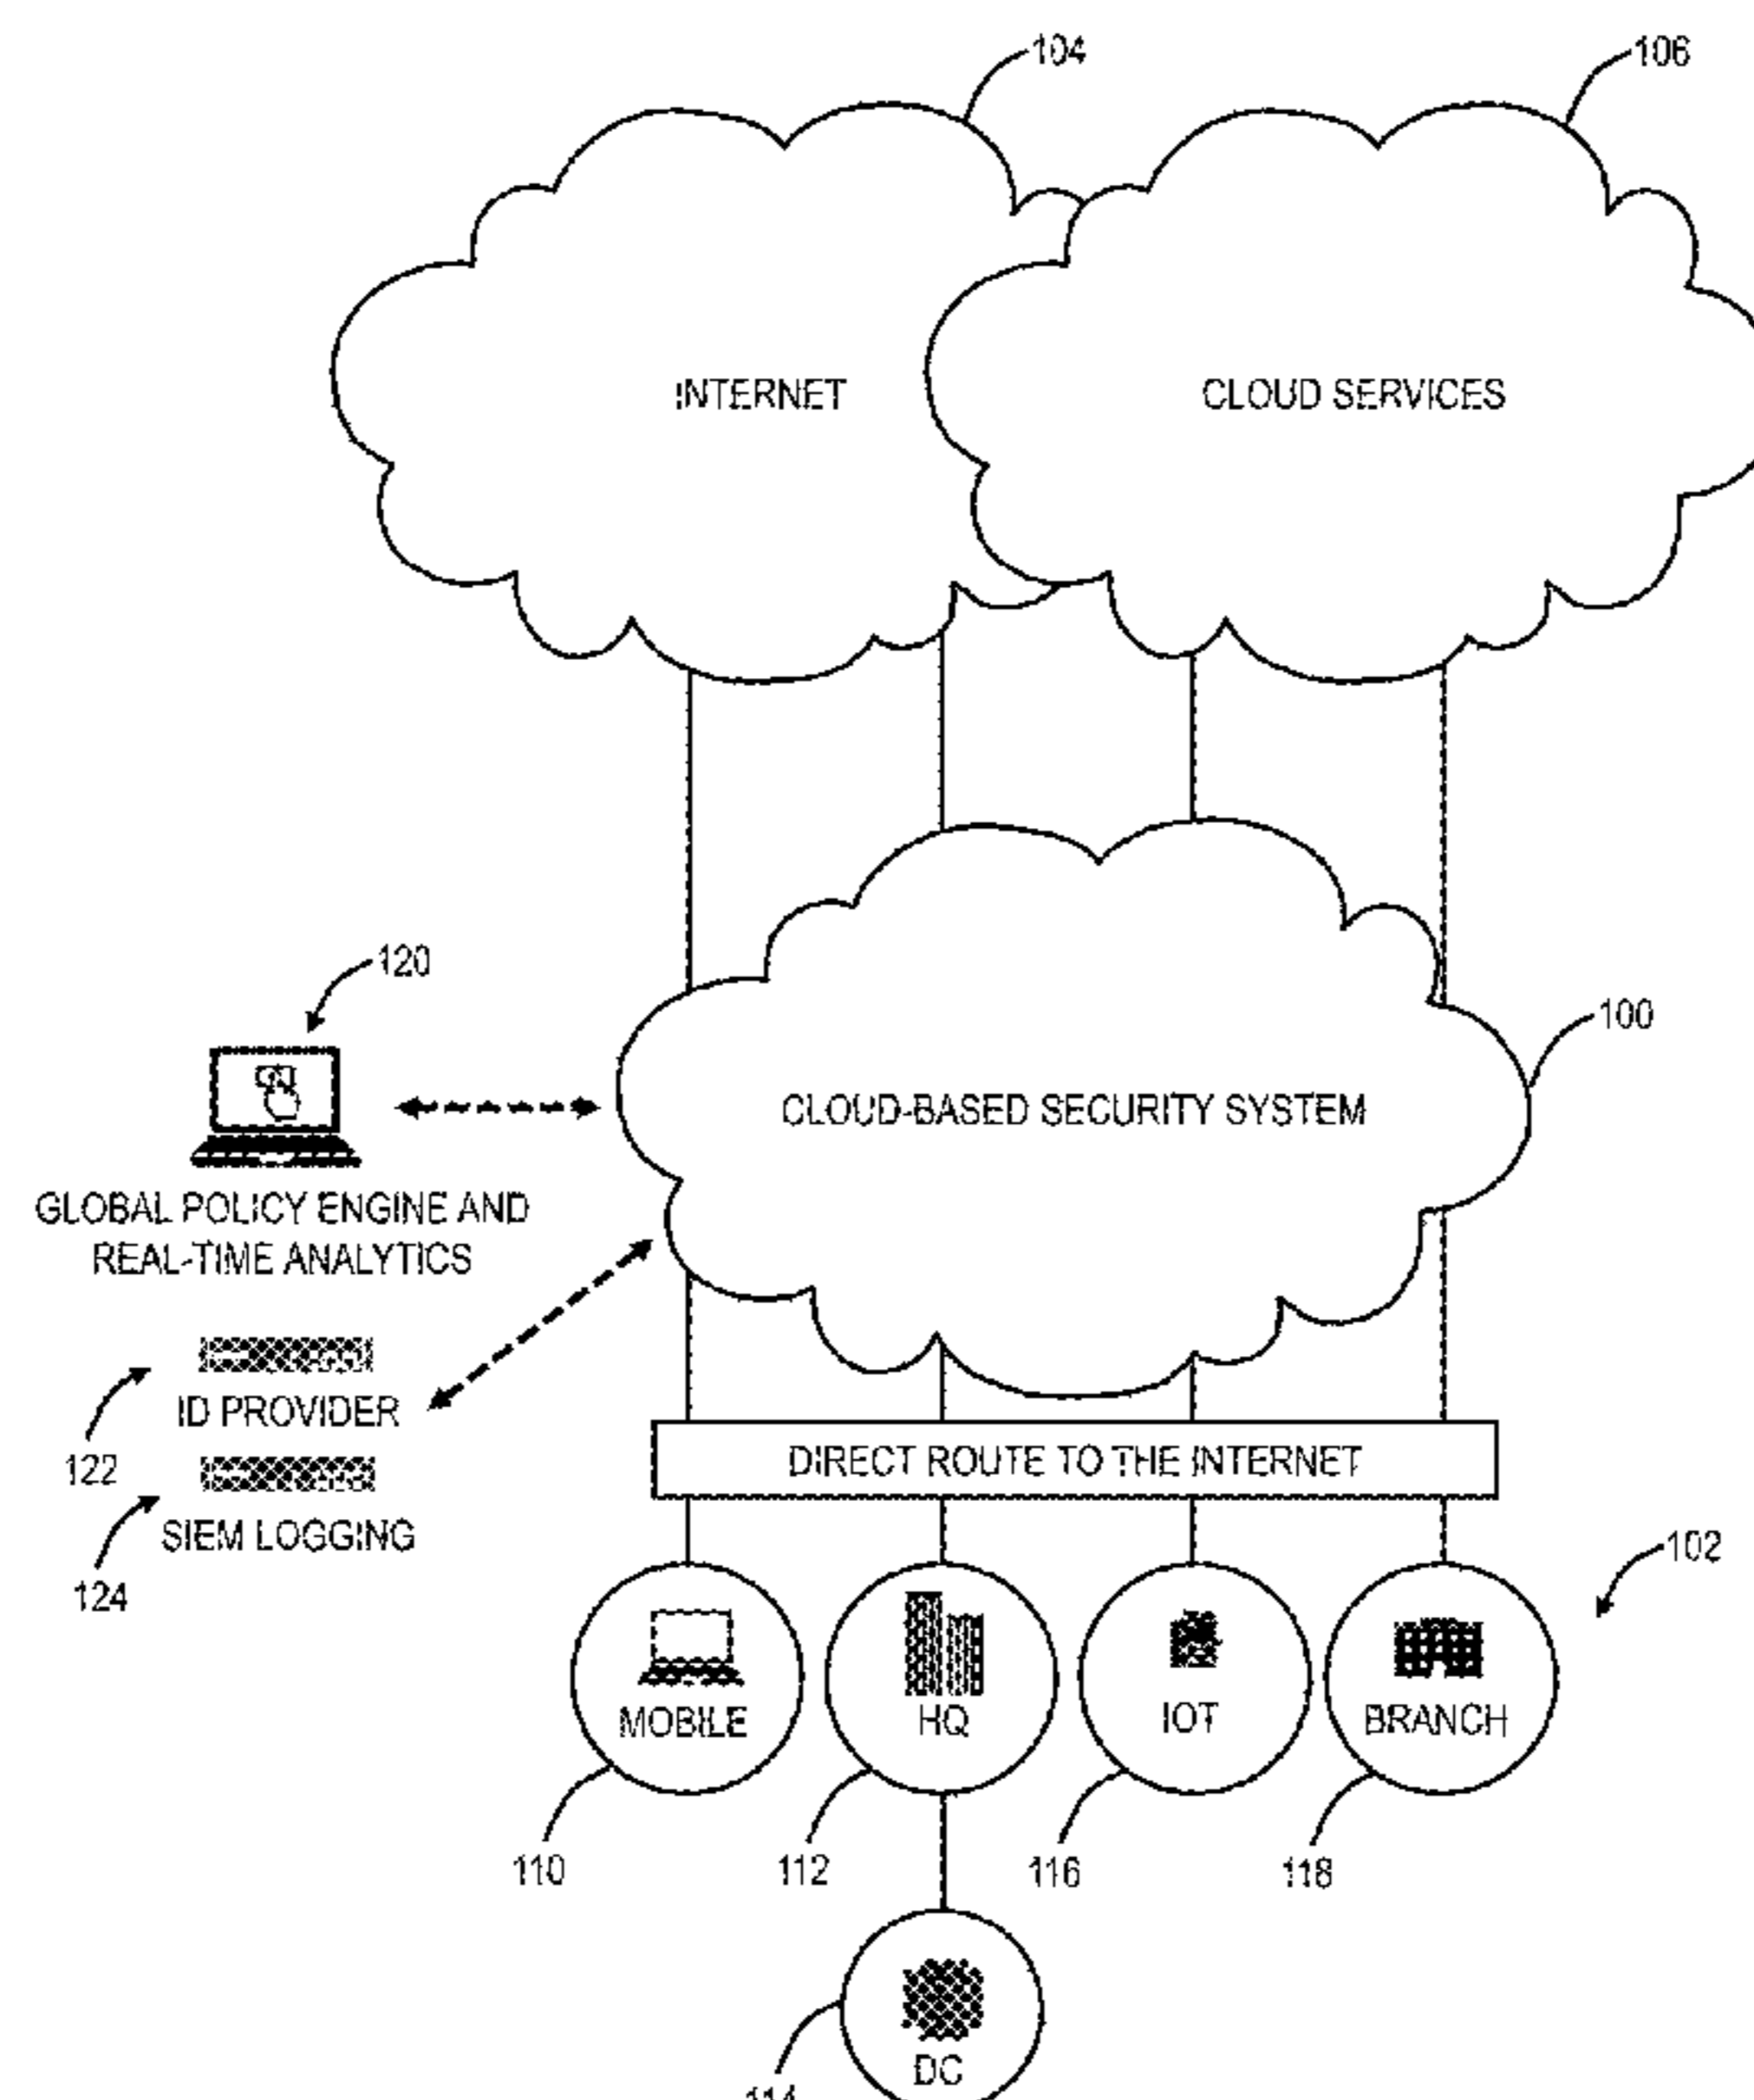 104
106
INTERNET
CLOUD SERVICES
120
100
CLOUD-BASED SECURITY SYSTEM
GLOBAL POLICY ENGINE AND
REAL-TIME ANALYTICS
ID PROVIDER
122
DIRECT ROUTE TO THE INTERNET
SIEM LOGGING
124
102
MOBILE
HQ
IOT
BRANCH
110
112
116
118
DC
114